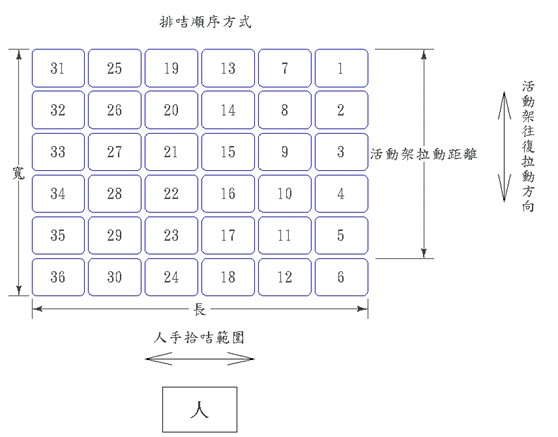 排咭順序方式
31 25 19 13 7 1
32 26 20 14 8 2
33 27 21 15 9 3
34 28 22 16 10 4
35 29 23 17 11 5
36 30 24 18 12 6
寬
活動架拉動距離
活動架往復拉動方向
長
人手拾咭範圍
人